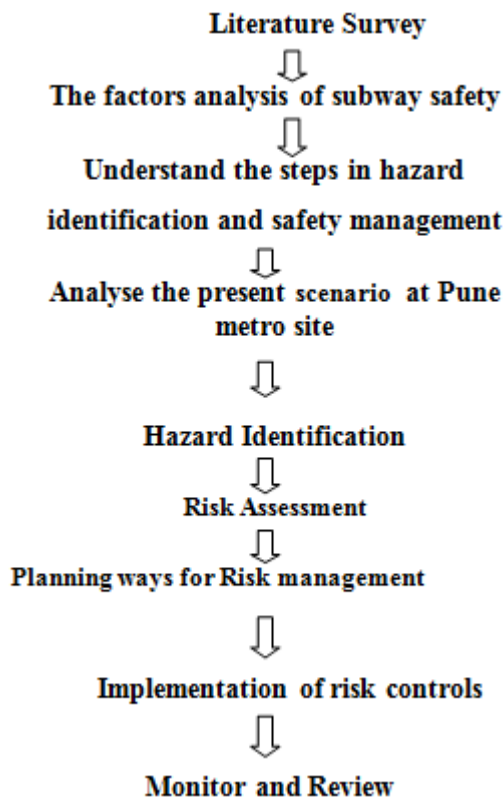 Literature Survey
The factors analysis of subway safety
Understand the steps in hazard
identification and safety management
Analyse the present scenario at Pune
metro site
Hazard Identification
Risk Assessment
Planning ways for Risk management
Implementation of risk controls
Monitor and Review